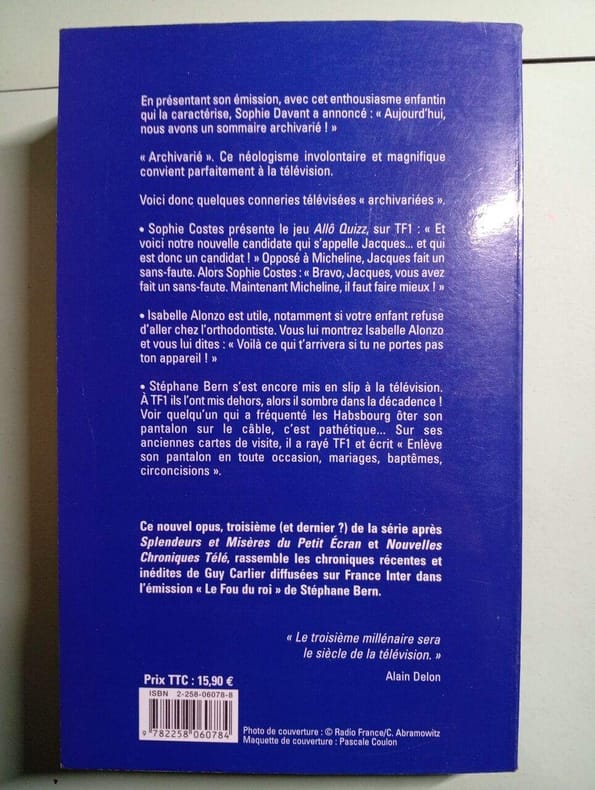 En présentant son émission, avec cet enthousiasme enfantin
qui la caractérise, Sophie Davant a annoncé : « Aujourd'hui,
nous avons un sommaire archivarié ! »
« Archivarié ». Ce néologisme involontaire et magnifique
convient parfaitement à la télévision.
Voici donc quelques conneries télévisées « archivariées ».
• Sophie Costes présente le jeu Allô Quizz, sur TF1 : « Et
voici notre nouvelle candidate qui s'appelle Jacques... et qui
est donc un candidat ! » Opposé à Micheline, Jacques fait un
sans-faute. Alors Sophie Costes : « Bravo, Jacques, vous avez
fait un sans-faute. Maintenant Micheline, il faut faire mieux ! »
• Isabelle Alonzo est utile, notamment si votre enfant refuse
d'aller chez l'orthodontiste. Vous lui montrez Isabelle Alonzo
et vous lui dites : « Voilà ce qui t'arrivera si tu ne portes pas
ton appareil ! »
• Stéphane Bern s'est encore mis en slip à la télévision.
À TF1 ils l'ont mis dehors, alors il sombre dans la décadence !
Voir quelqu'un qui a fréquenté les Habsbourg ôter son
pantalon sur le câble, c'est pathétique... Sur ses
anciennes cartes de visite, il a rayé TF1 et écrit « Enlève
son pantalon en toute occasion, mariages, baptêmes,
circoncisions ».
Ce nouvel opus, troisième (et dernier ?) de la série après
Splendeurs et Misères du Petit Écran et Nouvelles
Chroniques Télé, rassemble les chroniques récentes et
inédites de Guy Carlier diffusées sur France Inter dans
l'émission « Le Fou du roi » de Stéphane Bern.
« Le troisième millénaire sera
le siècle de la télévision. »
Alain Delon
Prix TTC : 15,90 €
ISBN 2-258-06078-8
9 782258 060784
Photo de couverture : © Radio France/C. Abramowitz
Maquette de couverture : Pascale Coulon